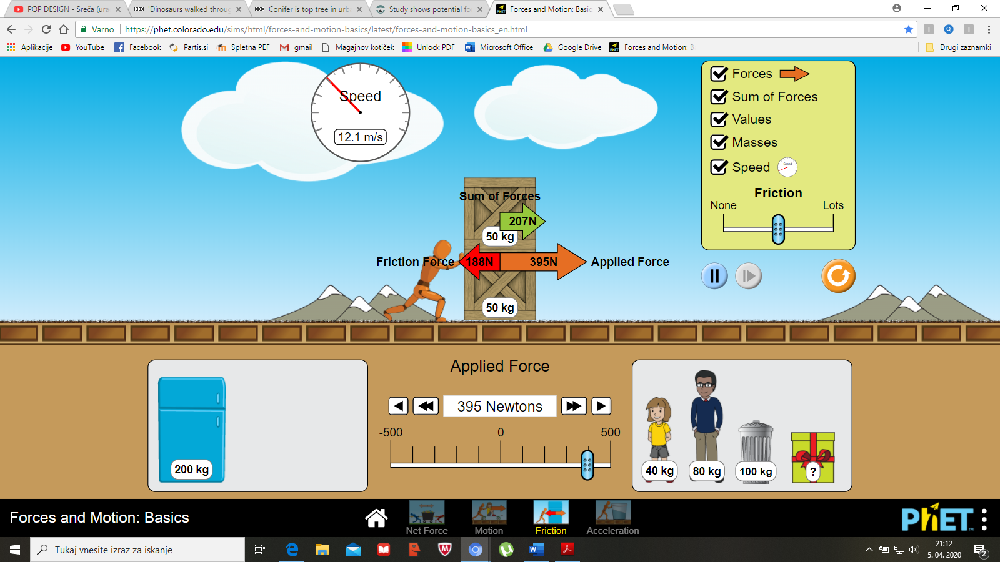 POP DESIGN - Sreča (ura
'Dinosaurs walked throug
Conifer is top tree in urb
Study shows potential fo
Forces and Motion: Basic
Varno
https://phet.colorado.edu/sims/html/forces-and-motion-basics/latest/forces-and-motion-basics_en.html
Aplikacije
YouTube
Facebook
Partis.si
Spletna PEF
gmail
Magajnov kotiček
Unlock PDF
Microsoft Office
Google Drive
Forces and Motion: B
Drugi zaznamki
Speed
12.1 m/s
Forces
Sum of Forces
Values
Masses
Speed
Friction
None
Lots
Sum of Forces
207N
50 kg
Friction Force
188N
395N
Applied Force
50 kg
Applied Force
395 Newtons
-500
0
500
200 kg
40 kg
80 kg
100 kg
?
Forces and Motion: Basics
Net Force
Motion
Friction
Acceleration
PhET
Tukaj vnesite izraz za iskanje
21:12
5. 04. 2020
2